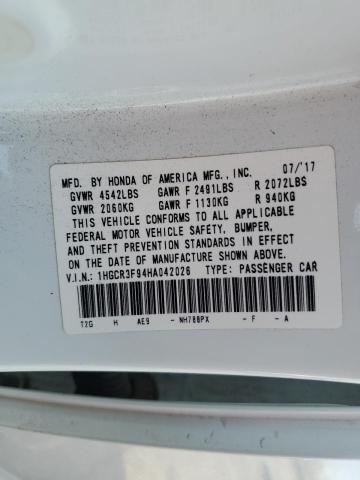 MFD. BY HONDA OF AMERICA MFG., INC. 07/'17
GVWR 4542LBS GAWR F 2491LBS R 2072LBS
GVWR 2060KG GAWR F 1130KG R 940KG
THIS VEHICLE CONFORMS TO ALL APPLICABLE
FEDERAL MOTOR VEHICLE SAFETY, BUMPER,
AND THEFT PREVENTION STANDARDS IN EFFECT
ON THE DATE OF MANUFACTURE SHOWN ABOVE.
V.I.N.: 1HGCR3F94HA042026 TYPE: PASSENGER CAR
T2G H AE9 -NH788PX -F -A